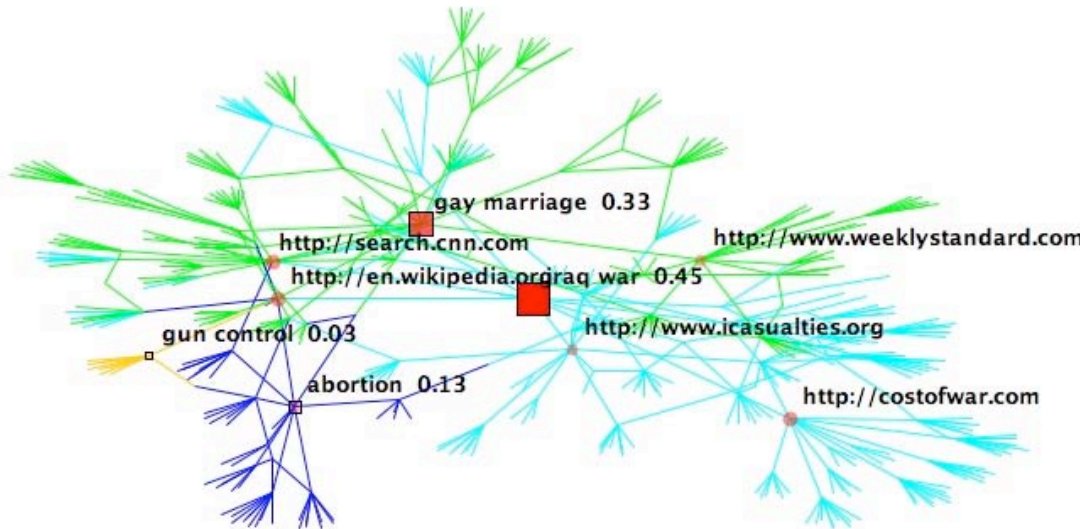 gay marriage 0.33
http://search.cnn.com
http://www.weeklystandard.com
http://en.wikipedia.orgraq war 0.45
http://www.icasualties.org
gun control 0.03
abortion 0.13
http://costofwar.com